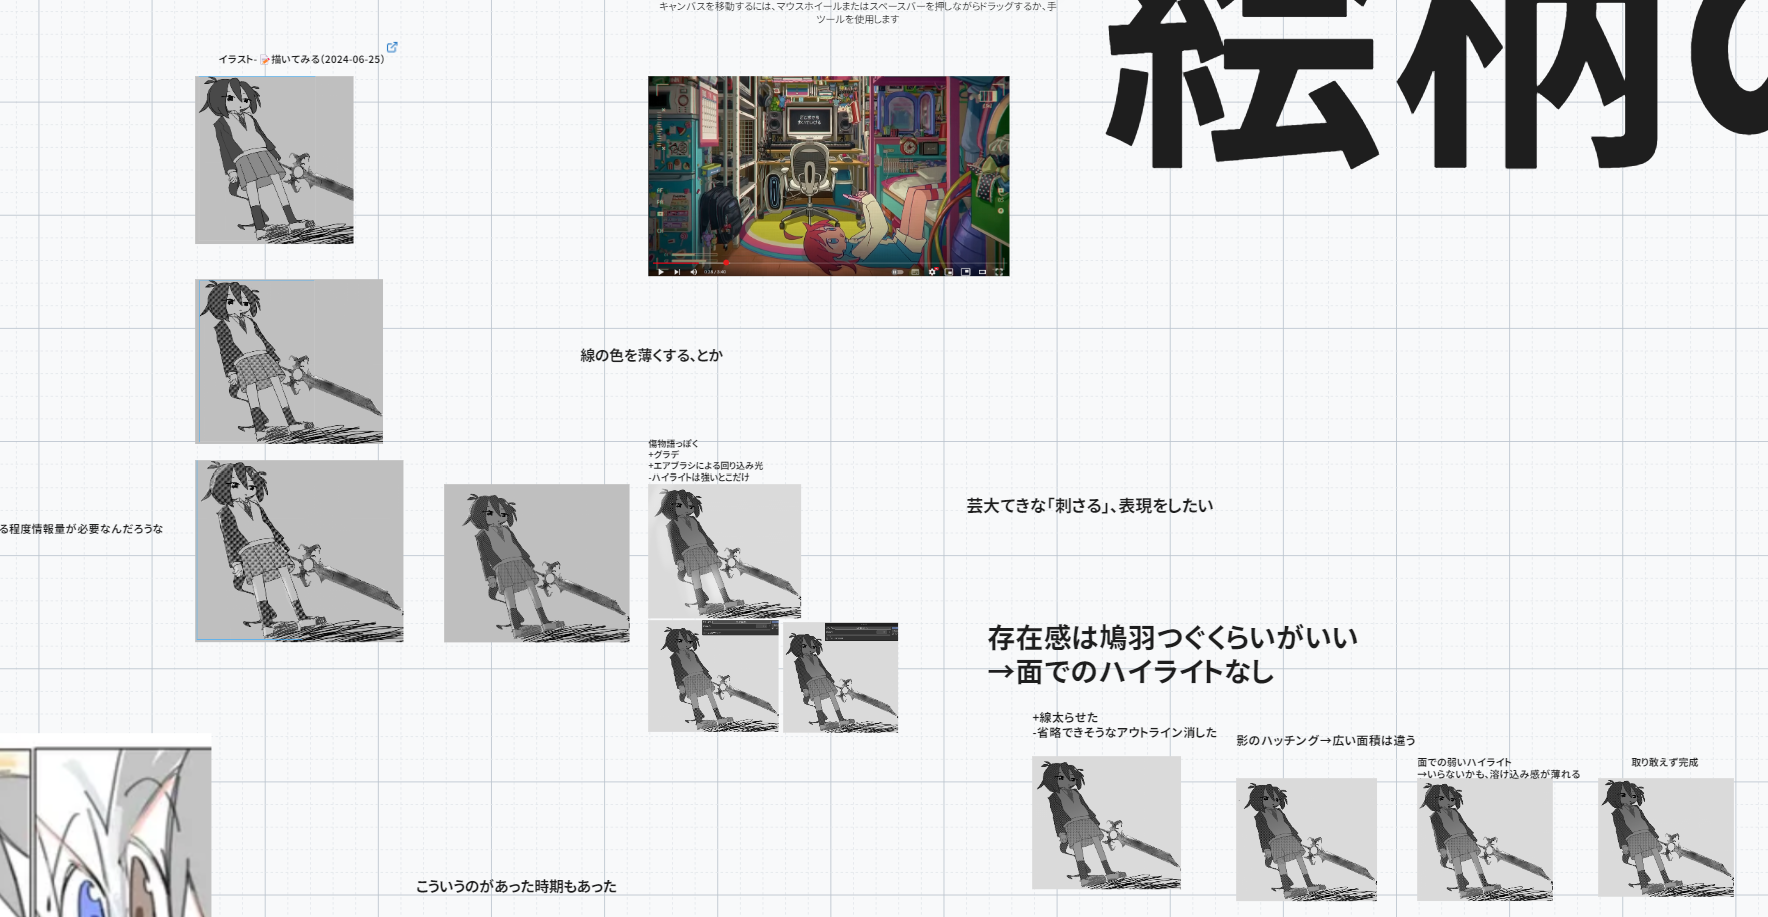 キャンバスを移動するには、マウスホイールまたはスペースバーを押しながらドラッグするか、手
ツールを使用します
絵柄の
イラスト- 📝描いてみる(2024-06-25)
線の色を薄くする、とか
傷物語っぽく
+グラデ
+エアブラシによる回り込み光
-ハイライトは強いとこだけ
芸大てきな「刺さる」、表現をしたい
る程度情報量が必要なんだろうな
存在感は鳩羽つぐくらいがいい
→面でのハイライトなし
+線太らせた
-省略できそうなアウトライン消した
影のハッチング→広い面積は違う
面での弱いハイライト
→いらないかも、溶け込み感が薄れる
取り敢えず完成
こういうのがあった時期もあった